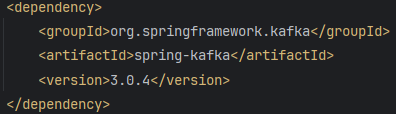 <dependency>
    <groupId>org.springframework.kafka</groupId>
    <artifactId>spring-kafka</artifactId>
    <version>3.0.4</version>
</dependency>